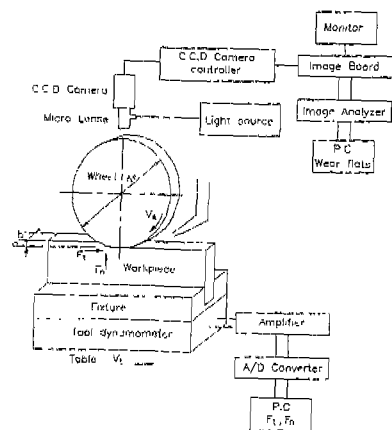 Monitor
C.C.D Camera
controller
Image Board
C.C.D Camera
Image Analyzer
Micro Lense
Light source
P.C
Wear flats
Wheel
Vs
b
a
Ft
Fn
Workpiece
Fixture
Tool dynamometer
Amplifier
Table Vt
A/D Converter
P.C
Ft, Fn